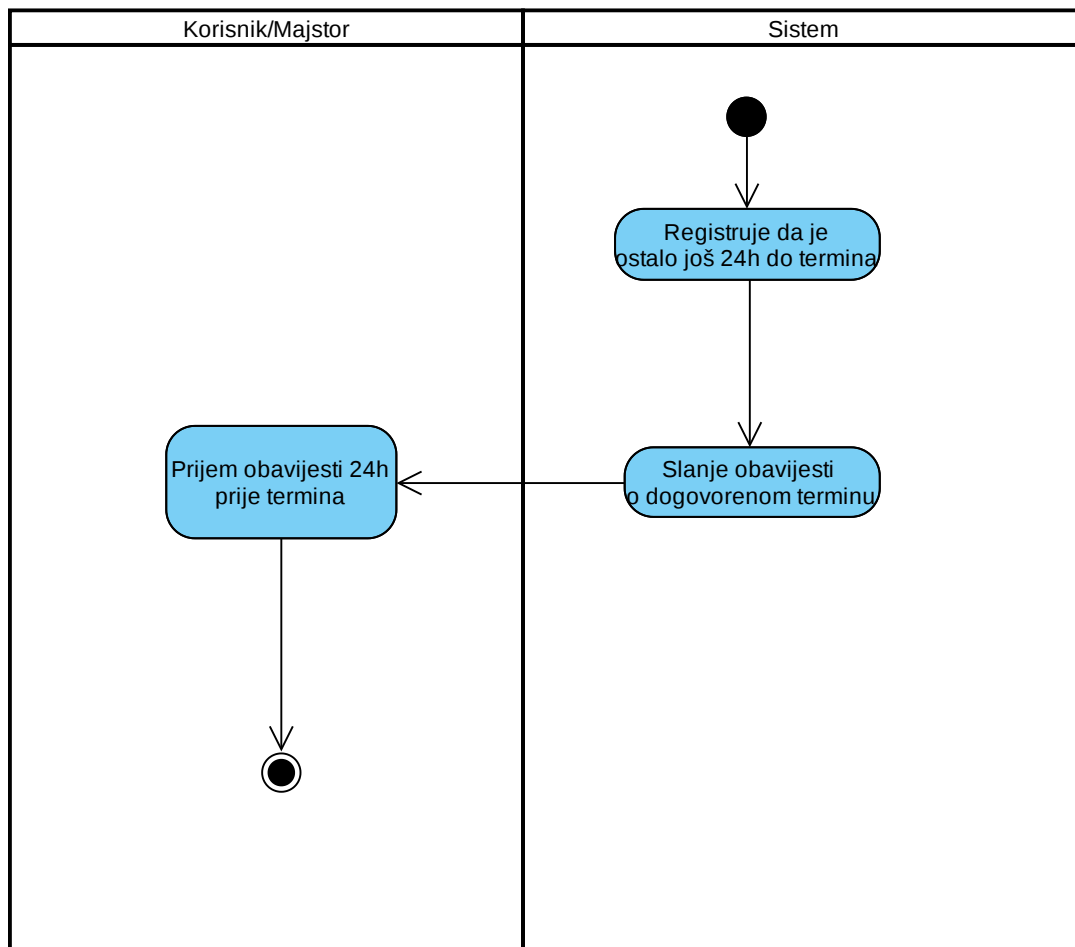 Korisnik/Majstor
Sistem
Registruje da je
ostalo još 24h do termina
Prijem obavijesti 24h
prije termina
Slanje obavijesti
o dogovorenom terminu